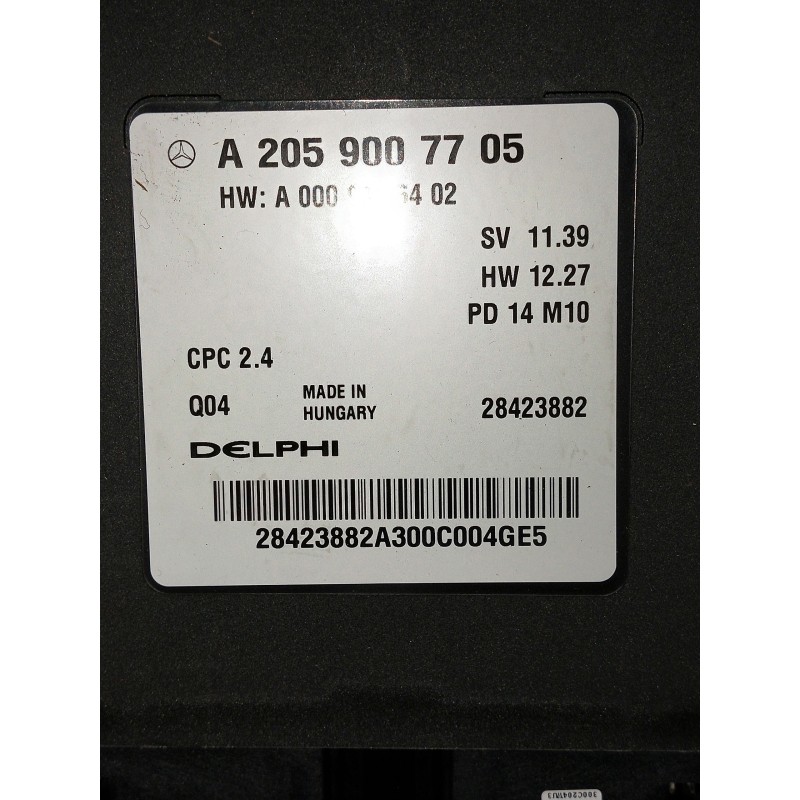 A 205 900 77 05
HW: A 000 64 02
SV 11.39
HW 12.27
PD 14 M10
CPC 2.4
Q04
MADE IN
HUNGARY
28423882
DELPHI
28423882A300C004GE5